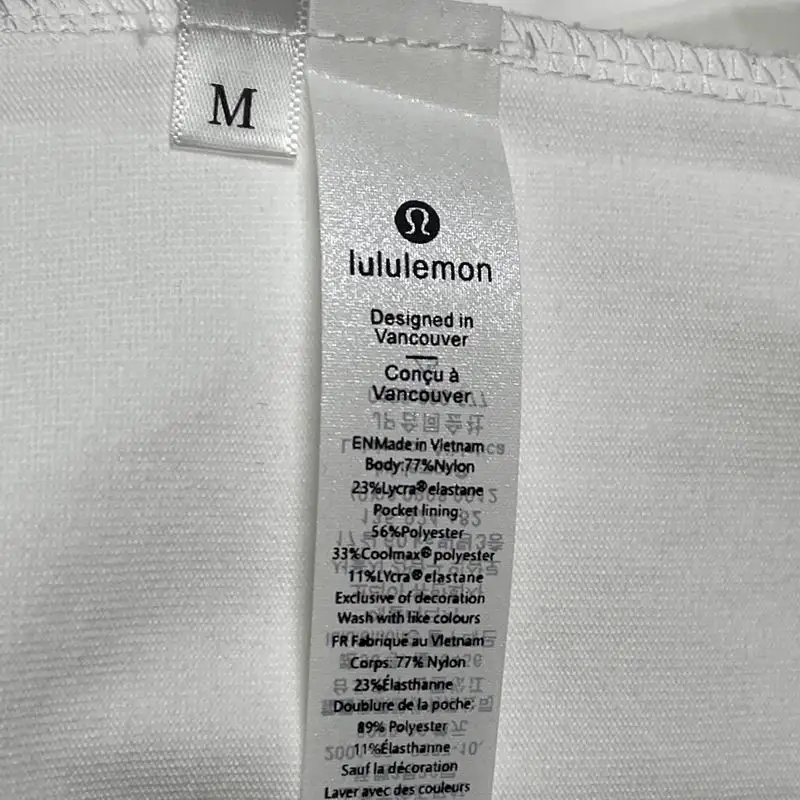 M
lululemon
Designed in
Vancouver
Conçu à
Vancouver
ENMade in Vietnam
Body:77%Nylon
23%Lycra®elastane
Pocket lining:
56%Polyester
33%Coolmax® polyester
11%LYcra®elastane
Exclusive of decoration
Wash with like colours
FR Fabriqué au VIetnam
Corps: 77% Nylon
23%Élasthanne
Doublure de la poche:
89% Polyester
11%Élasthanne
Sauf la décoration
Laver avec des couleurs